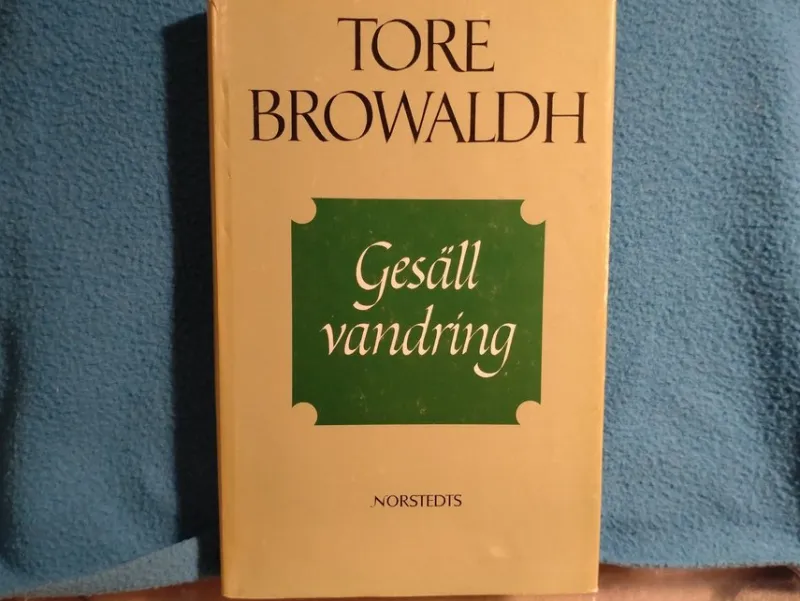 TORE
BROWALDH
Gesäll
vandring
NORSTEDTS